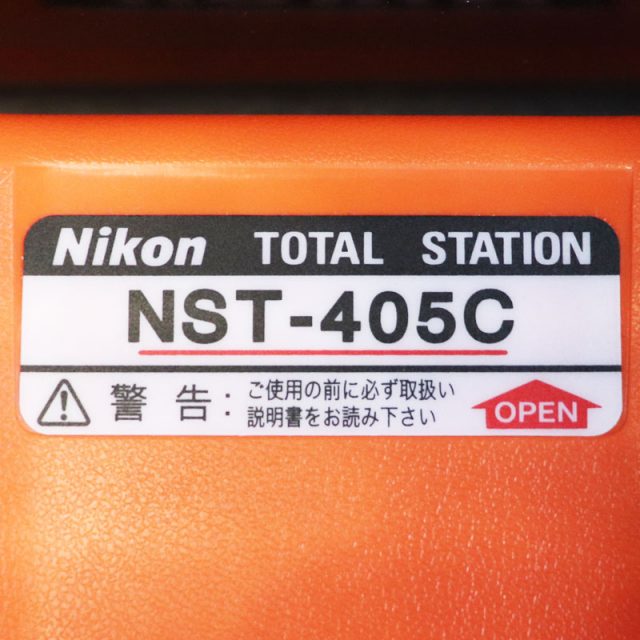 Nikon TOTAL STATION
NST-405C
警告：ご使用の前に必ず取扱い
説明書をお読み下さい
OPEN